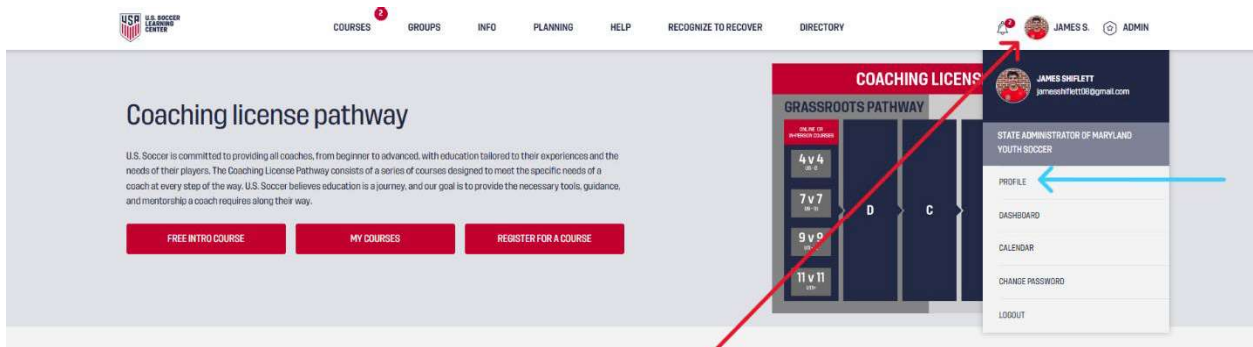 U.S. SOCCER
LEARNING
CENTER
COURSES
2
GROUPS
INFO
PLANNING
HELP
RECOGNIZE TO RECOVER
DIRECTORY
JAMES S.
ADMIN
Coaching license pathway
U.S. Soccer is committed to providing all coaches, from beginner to advanced, with education tailored to their experiences and the
needs of their players. The Coaching License Pathway consists of a series of courses designed to meet the specific needs of a
coach at every step of the way. U.S. Soccer believes education is a journey, and our goal is to provide the necessary tools, guidance,
and mentorship a coach requires along their way.
FREE INTRO COURSE
MY COURSES
REGISTER FOR A COURSE
COACHING LICENS
GRASSROOTS PATHWAY
ONLINE OR
IN-PERSON COURSES
4 v 4
7 v 7
9 v 9
11 v 11
D
C
JAMES SHIFLETT
jamesshiflett08@gmail.com
STATE ADMINISTRATOR OF MARYLAND
YOUTH SOCCER
PROFILE
DASHBOARD
CALENDAR
CHANGE PASSWORD
LOGOUT